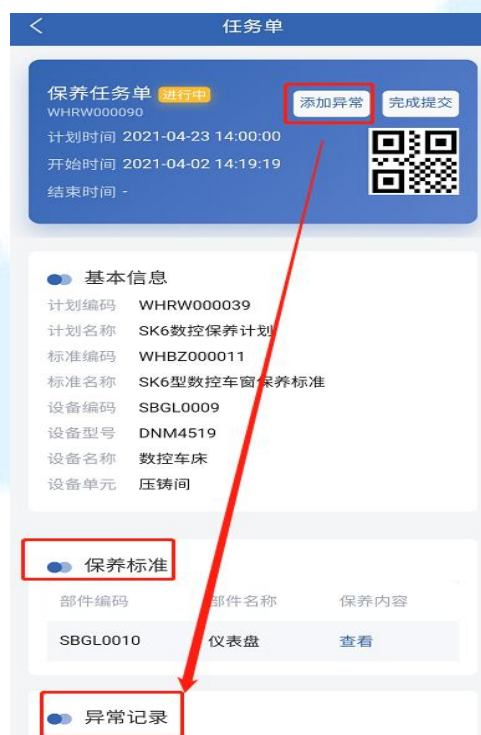 任务单
保养任务单 进行中
添加异常 完成提交
WHRW000090
计划时间 2021-04-23 14:00:00
开始时间 2021-04-02 14:19:19
结束时间 -
基本信息
计划编码 WHRW000039
计划名称 SK6数控保养计划
标准编码 WHBZ000011
标准名称 SK6型数控车窗保养标准
设备编码 SBGL0009
设备型号 DNM4519
设备名称 数控车床
设备单元 压铸间
保养标准
部件编码 部件名称 保养内容
SBGL0010 仪表盘 查看
异常记录